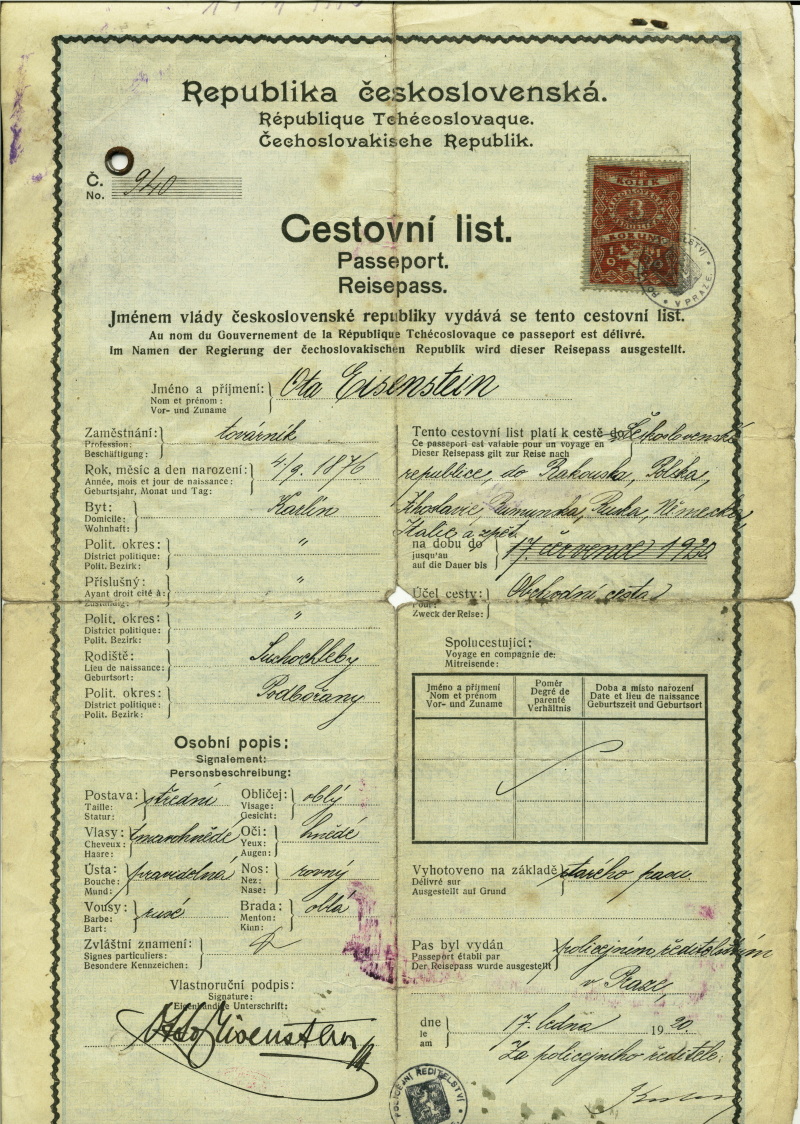 Republika československá.
République Tchécoslovaque.
Čechoslovakische Republik.
Č.
No. 940
KOLEK
3
KORUNY
V PRAZE
Cestovní list.
Passeport.
Reisepass.
Jménem vlády československé republiky vydává se tento cestovní list.
Au nom du Gouvernement de la République Tchécoslovaque ce passeport est délivré.
Im Namen der Regierung der čechoslovakischen Republik wird dieser Reisepass ausgestellt.
Jméno a příjmení: Ota Eisenstein
Nom et prénom:
Vor- und Zuname
Zaměstnání: továrník
Profession:
Beschäftigung:
Rok, měsíc a den narození: 4/9. 1876
Année, mois et jour de naissance:
Geburtsjahr, Monat und Tag:
Byt: Karlín
Domicile:
Wohnhaft:
Polit. okres: "
District politique:
Polit. Bezirk:
Příslušný: "
Ayant droit cité à:
Zuständig:
Polit. okres: "
District politique:
Polit. Bezirk:
Rodiště: Suchochleby
Lieu de naissance:
Geburtsort:
Polit. okres: Podbořany
District politique:
Polit. Bezirk:
Osobní popis:
Signalement:
Personsbeschreibung:
Postava: střední Obličej: oblý
Taille: Visage:
Statur: Gesicht:
Vlasy: tmavohnědé Oči: hnědé
Cheveux: Yeux:
Haare: Augen:
Ústa: pravidelná Nos: rovný
Bouche: Nez:
Mund: Nase:
Vousy: rusé Brada: oblá
Barbe: Menton:
Bart: Kinn:
Zvláštní znamení:
Signes particuliers:
Besondere Kennzeichen:
Vlastnoruční podpis:
Signature:
Eigenhändige Unterschrift:
Otto Eisenstein
Tento cestovní list platí k cestě do Československé
Ce passeport est valable pour un voyage en
Dieser Reisepass gilt zur Reise nach
republice, do Rakouska, Polska,
Jihoslavie, Rumunska, Ruska, Německa,
Italie a zpět.
na dobu do 17. července 1920
jusqu'au
auf die Dauer bis
Účel cesty: Obchodní cesta
Pour:
Zweck der Reise:
Spolucestující:
Voyage en compagnie de:
Mitreisende:
Jméno a příjmení Poměr Doba a místo narození
Nom et prénom Degré de parenté Date et lieu de naissance
Vor- und Zuname Verhältnis Geburtszeit und Geburtsort
Vyhotoveno na základě starého pasu
Délivré sur
Ausgestellt auf Grund
Pas byl vydán policejním ředitelstvím
Passeport établi par
Der Reisepass wurde ausgestellt
v Praze,
dne 17. ledna 1920.
le
am
Za policejního ředitele:
POLICEJNÍ ŘEDITELSTVÍ